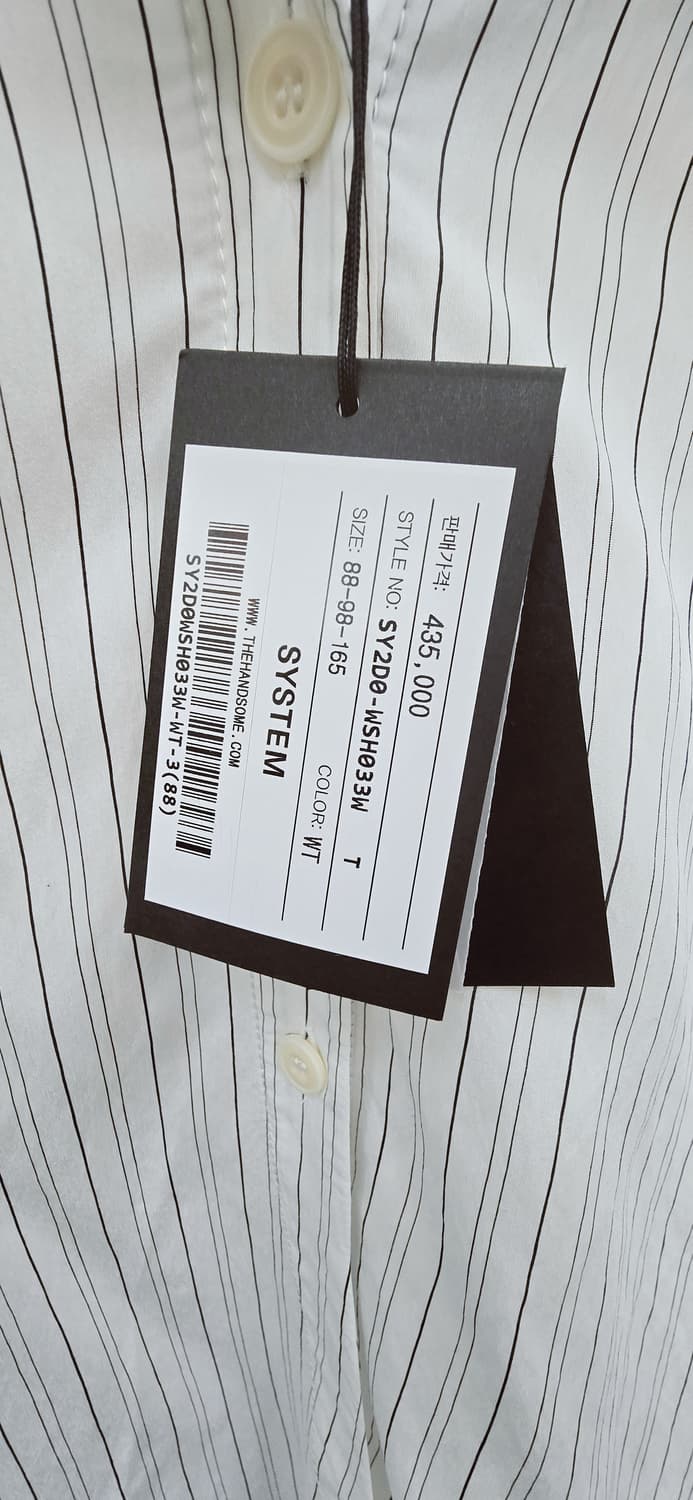 판매가격: 435,000
STYLE NO: SY2D0-WSH033W T
SIZE: 88-98-165 COLOR: WT
SYSTEM
WWW.THEHANDSOME.COM
SY2D0WSH033W-WT-3(88)